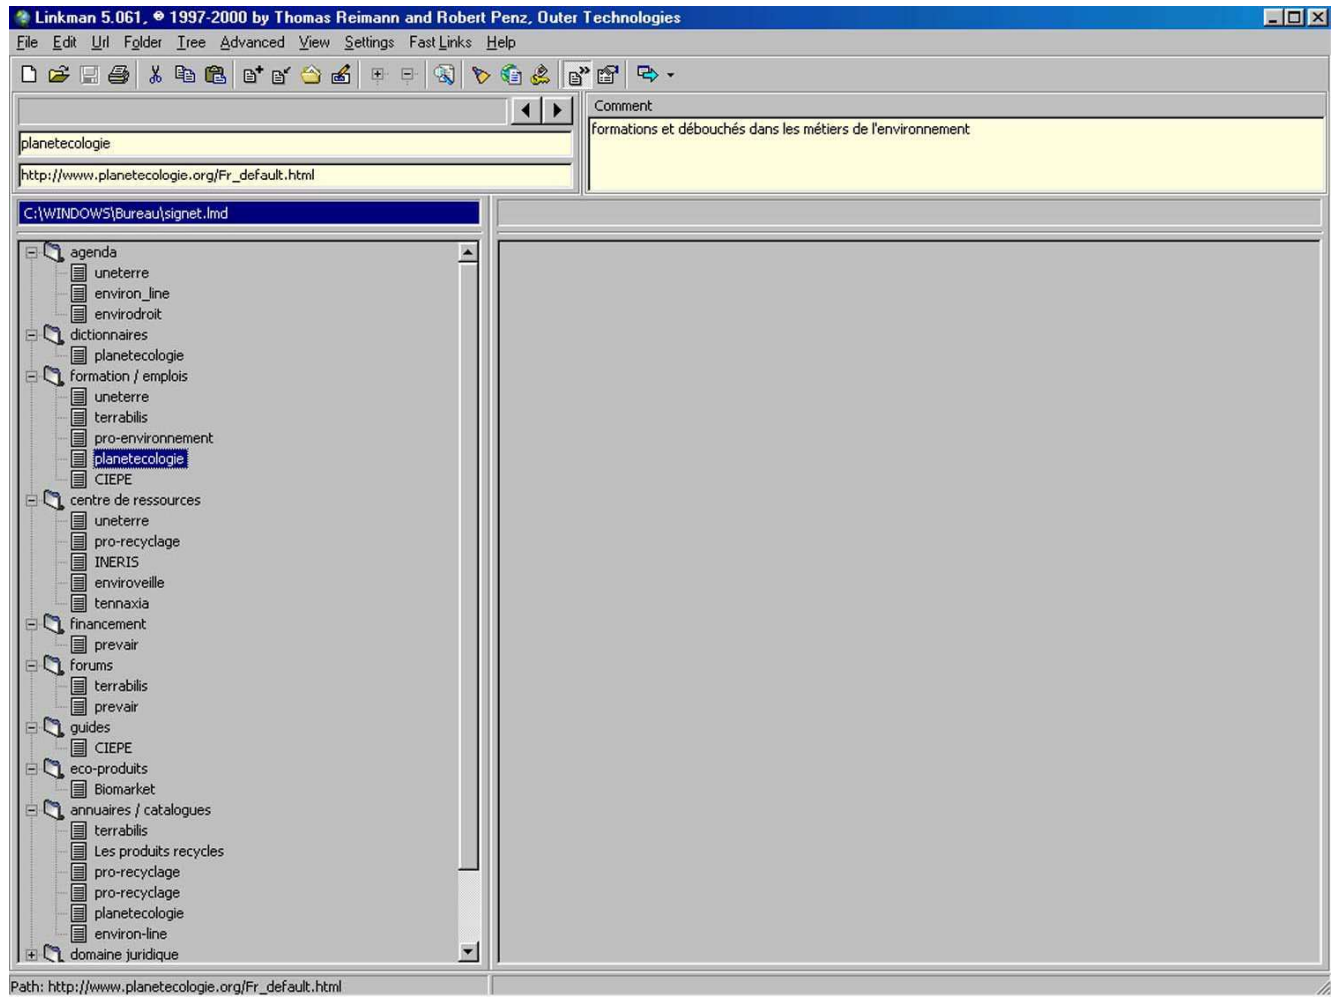 Linkman 5.061, © 1997-2000 by Thomas Reimann and Robert Penz, Outer Technologies
File Edit Url Folder Tree Advanced View Settings Fast Links Help
Comment
formations et débouchés dans les métiers de l'environnement
planetecologie
http://www.planetecologie.org/Fr_default.html
C:\WINDOWS\Bureau\signet.lmd
agenda
uneterre
environ_line
envirodroit
dictionnaires
planetecologie
formation / emplois
uneterre
terrabilis
pro-environnement
planetecologie
CIEPE
centre de ressources
uneterre
pro-recyclage
INERIS
enviroveille
tennaxia
financement
prevair
forums
terrabilis
prevair
guides
CIEPE
eco-produits
Biomarket
annuaires / catalogues
terrabilis
Les produits recycles
pro-recyclage
pro-recyclage
planetecologie
environ-line
domaine juridique
Path: http://www.planetecologie.org/Fr_default.html